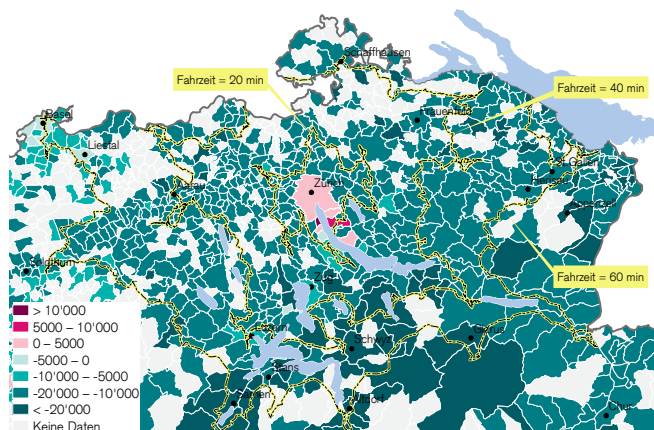 Schaffhausen
Fahrzeit = 20 min
Fahrzeit = 40 min
Basel
Frauenfeld
Liestal
St. Gallen
Herisau
Aarau
Zürich
Appenzell
Solothurn
Fahrzeit = 60 min
Zug
> 10'000
5000 – 10'000
0 – 5000
-5000 – 0
-10'000 – -5000
-20'000 – -10'000
< -20'000
Keine Daten
Luzern
Schwyz
Glarus
Stans
Sarnen
Altdorf
Chur